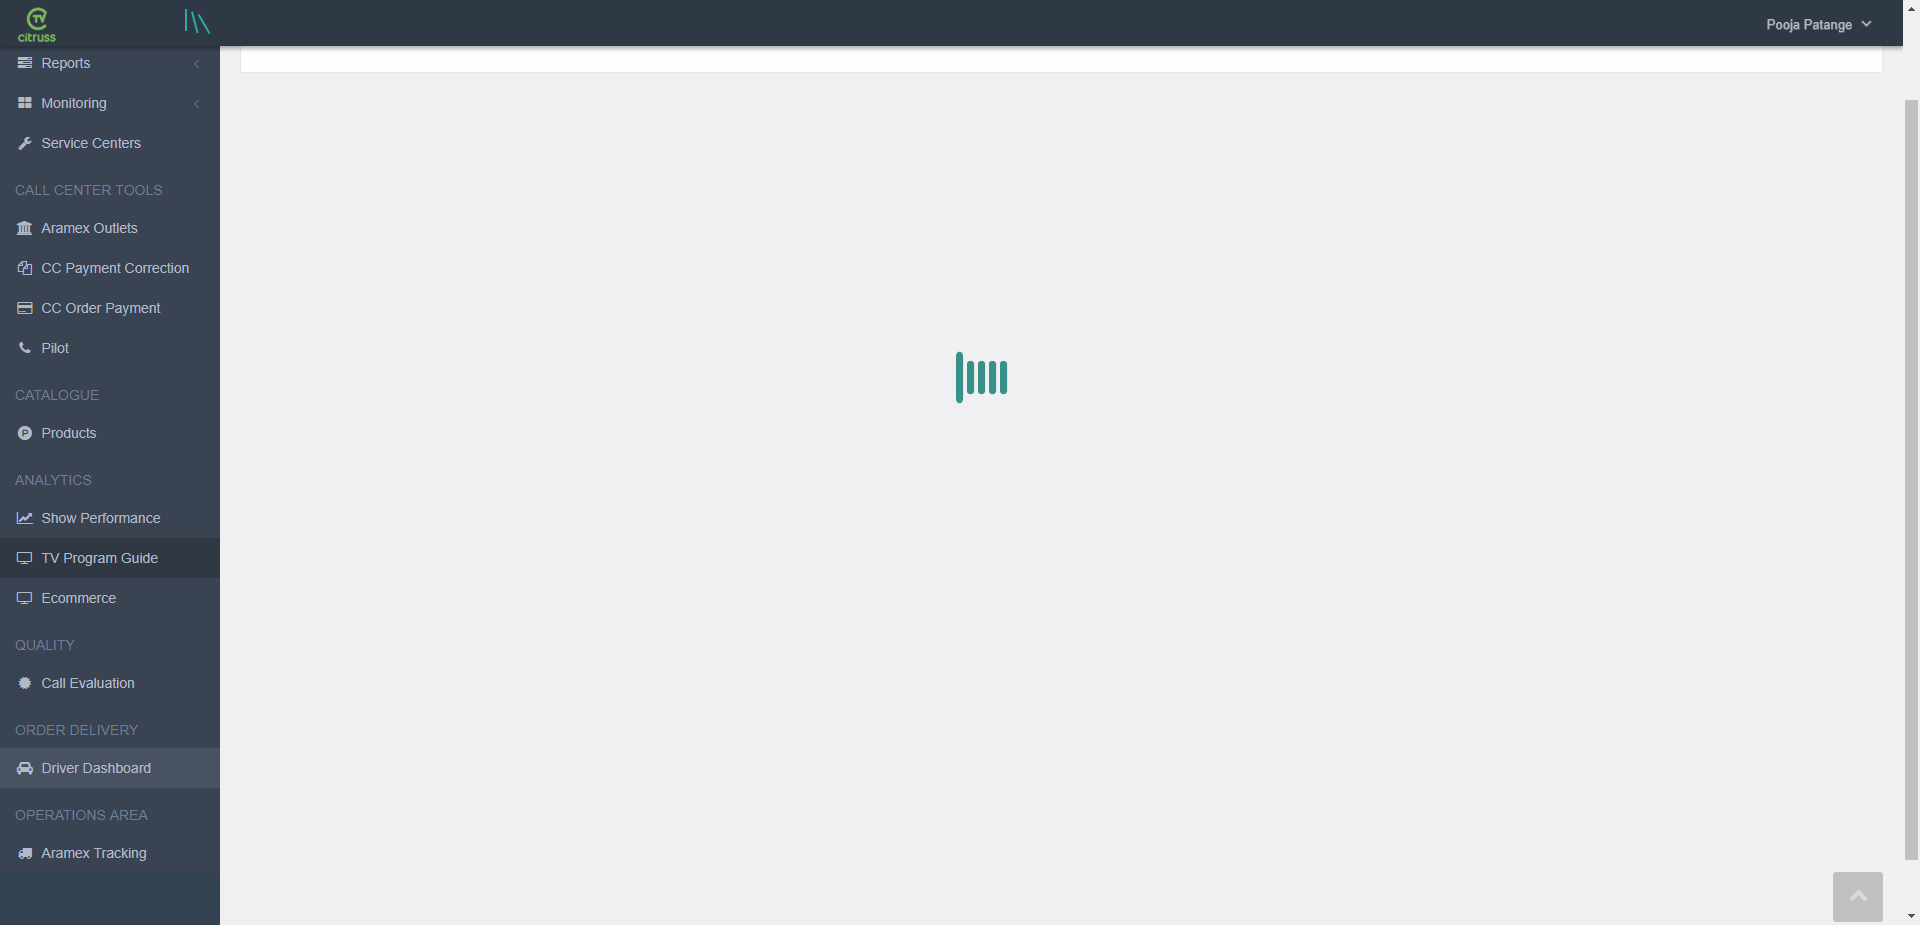 TV
citruss
Pooja Patange
Reports
Monitoring
Service Centers
CALL CENTER TOOLS
Aramex Outlets
CC Payment Correction
CC Order Payment
Pilot
CATALOGUE
P
Products
ANALYTICS
Show Performance
TV Program Guide
Ecommerce
QUALITY
Call Evaluation
ORDER DELIVERY
Driver Dashboard
OPERATIONS AREA
Aramex Tracking